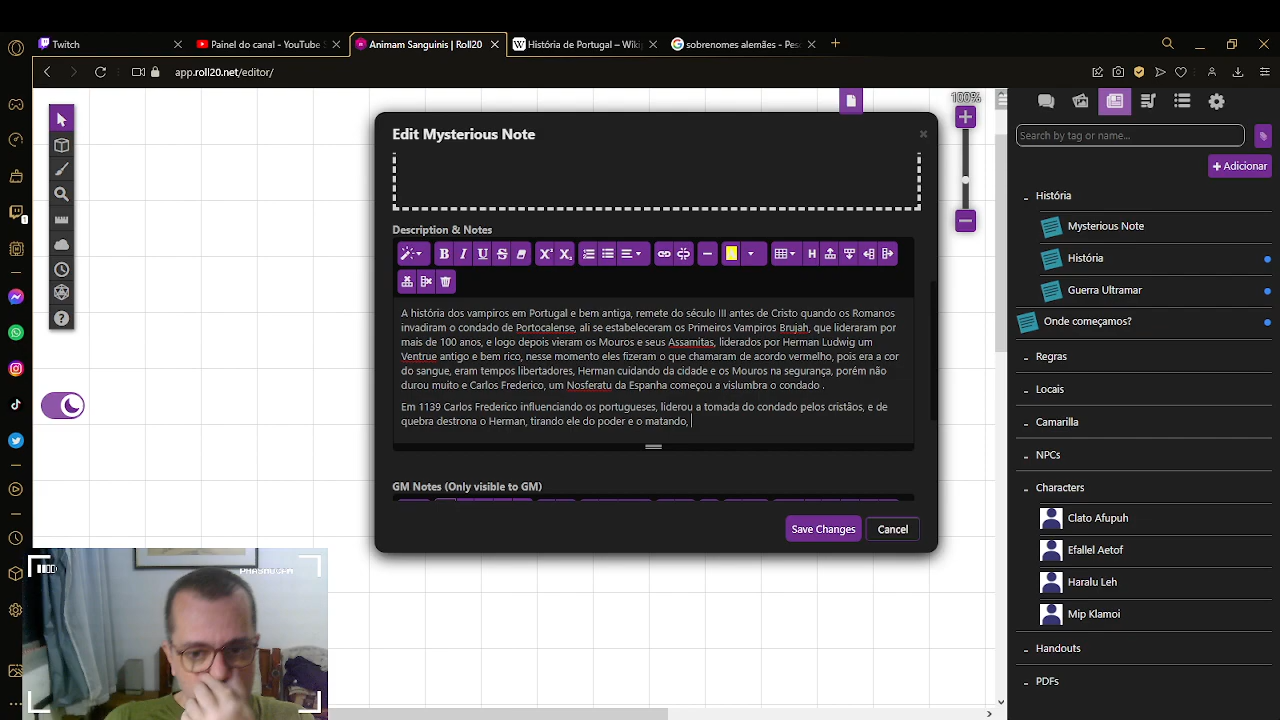 Twitch
Painel do canal - YouTube S
Animam Sanguinis | Roll20
História de Portugal – Wikip
sobrenomes alemães - Pesq
app.roll20.net/editor/
100%
Edit Mysterious Note
Description & Notes
A história dos vampiros em Portugal e bem antiga, remete do século III antes de Cristo quando os Romanos
invadiram o condado de Portocalense, ali se estabeleceram os Primeiros Vampiros Brujah, que lideraram por
mais de 100 anos, e logo depois vieram os Mouros e seus Assamitas, liderados por Herman Ludwig um
Ventrue antigo e bem rico, nesse momento eles fizeram o que chamaram de acordo vermelho, pois era a cor
do sangue, eram tempos libertadores, Herman cuidando da cidade e os Mouros na segurança, porém não
durou muito e Carlos Frederico, um Nosferatu da Espanha começou a vislumbra o condado .
Em 1139 Carlos Frederico influenciando os portugueses, liderou a tomada do condado pelos cristãos, e de
quebra destrona o Herman, tirando ele do poder e o matando,
GM Notes (Only visible to GM)
Save Changes
Cancel
Search by tag or name...
+ Adicionar
História
Mysterious Note
História
Guerra Ultramar
Onde começamos?
Regras
Locais
Camarilla
NPCs
Characters
Clato Afupuh
Efallel Aetof
Haralu Leh
Mip Klamoi
Handouts
PDFs